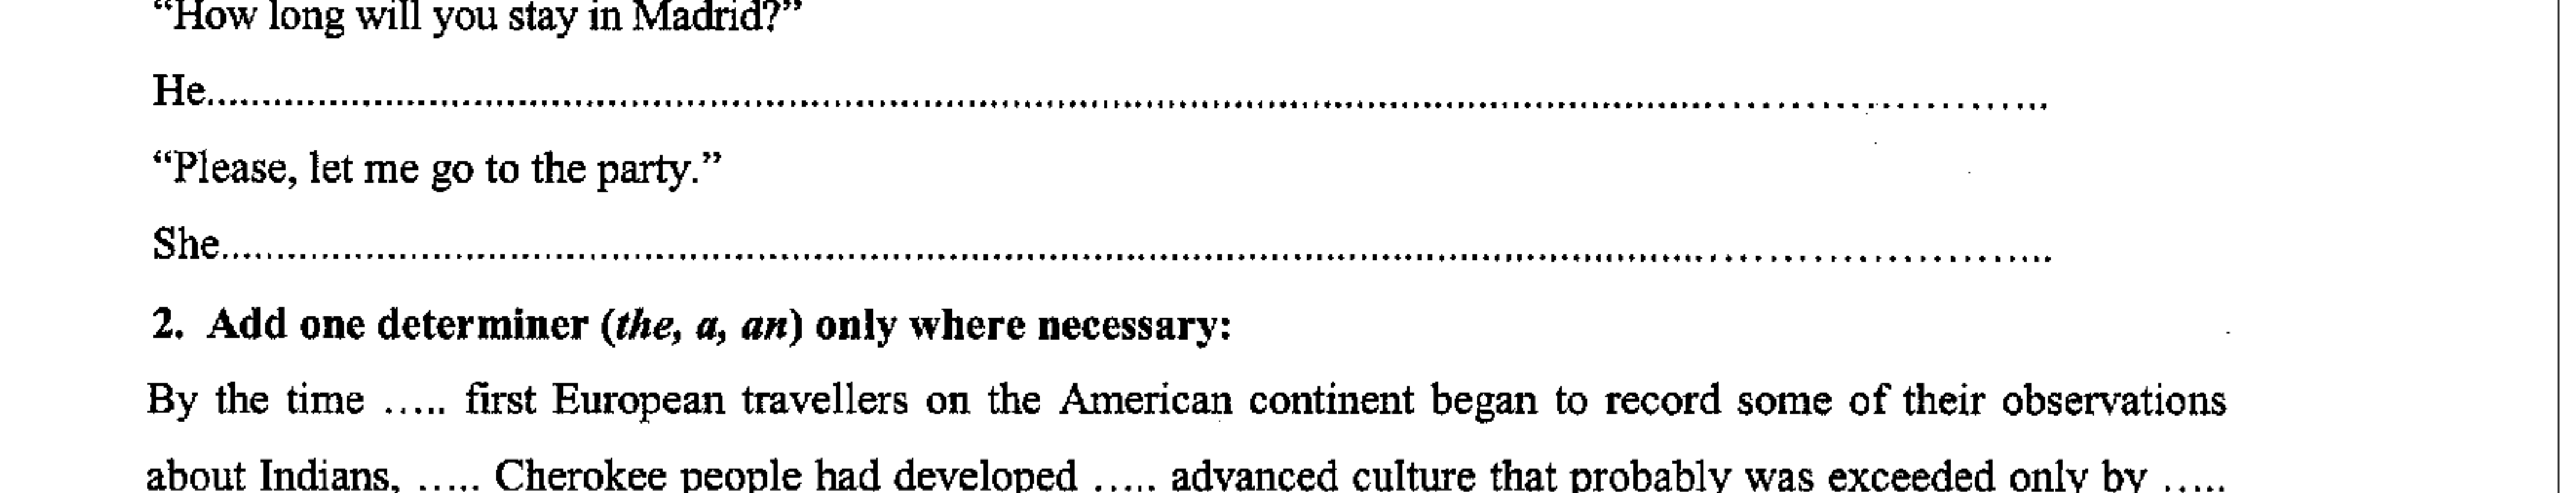 “How long will you stay in Madrid?”
He....................................................................................................................................................
“Please, let me go to the party.”
She..................................................................................................................................................
2. Add one determiner (the, a, an) only where necessary:
By the time ..... first European travellers on the American continent began to record some of their observations
about Indians, ..... Cherokee people had developed ..... advanced culture that probably was exceeded only by .....